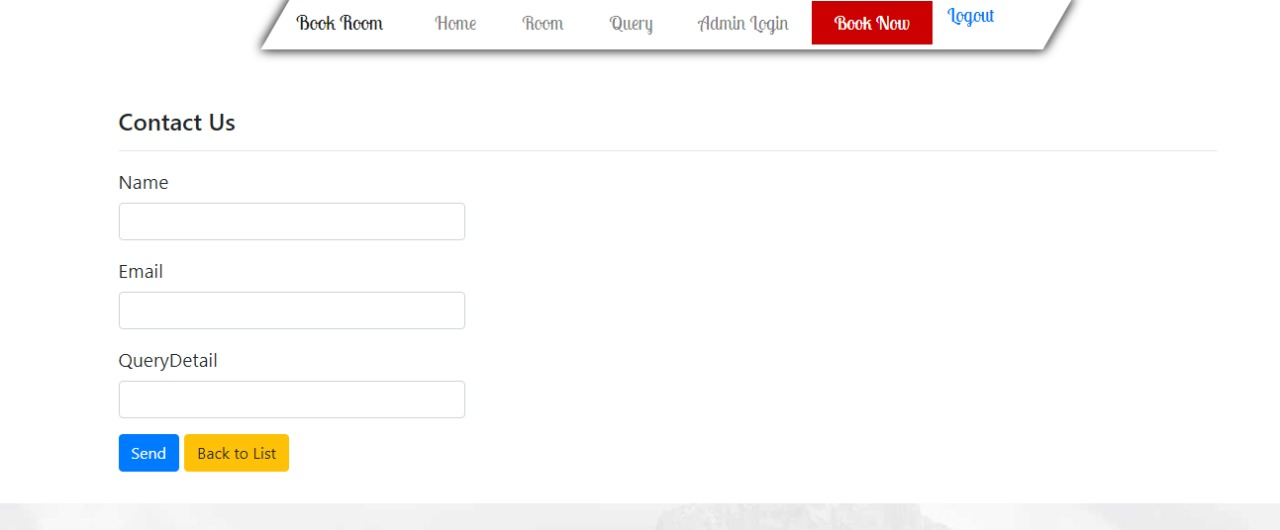 Book Room Home Room Query Admin Login Book Now Logout
Contact Us
Name
Email
QueryDetail
Send Back to List